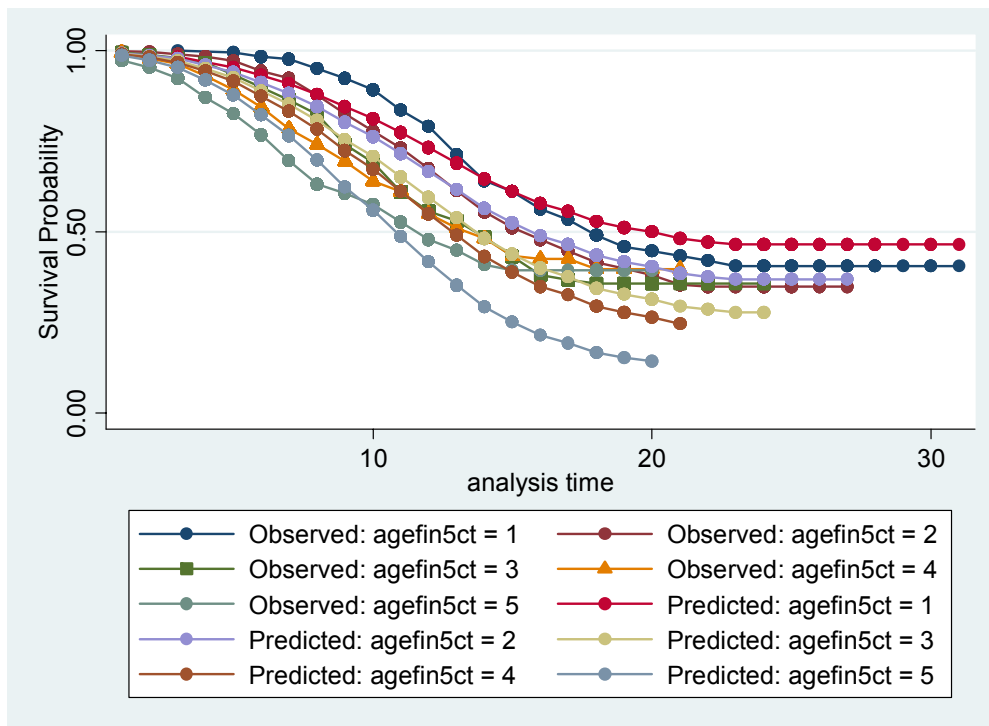 Survival Probability
1.00
0.50
0.00
10 20 30
analysis time
Observed: agefin5ct = 1 Observed: agefin5ct = 2
Observed: agefin5ct = 3 Observed: agefin5ct = 4
Observed: agefin5ct = 5 Predicted: agefin5ct = 1
Predicted: agefin5ct = 2 Predicted: agefin5ct = 3
Predicted: agefin5ct = 4 Predicted: agefin5ct = 5